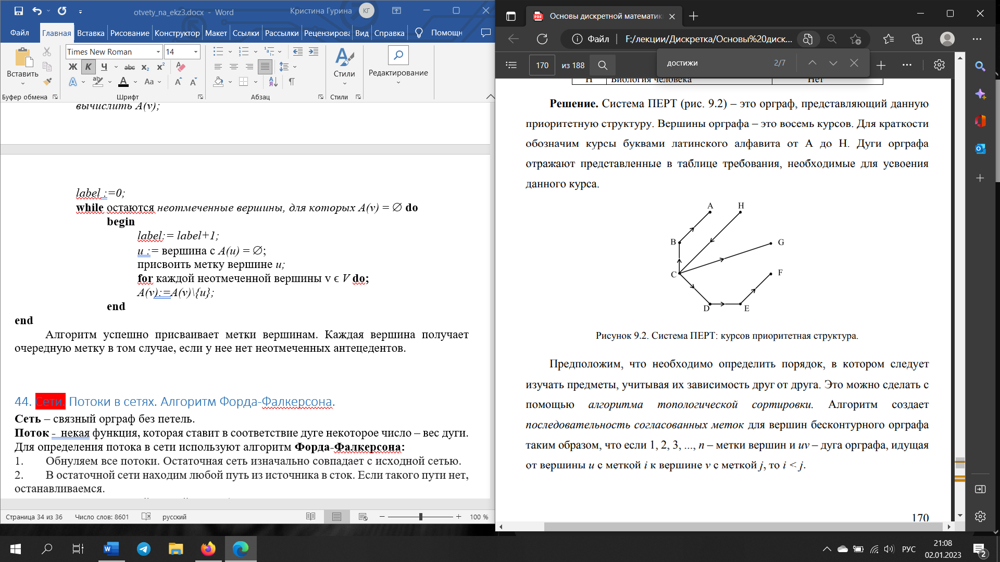 otvety_na_ekz3.docx - Word
Кристина Гурина
КГ
Файл Главная Вставка Рисование Конструктор Макет Ссылки Рассылки Рецензирова Вид Справка Помощн
Вставить
Буфер обмена
Times New Roman 14
Ж К Ч abc x₂ x²
A A Aa A A
Шрифт
Абзац
Стили
Стили
Редактирование
вычислить A(v);
label :=0;
while остаются неотмеченные вершины, для которых A(v) = ∅ do
begin
label:= label+1;
u := вершина с A(u) = ∅;
присвоить метку вершине u;
for каждой неотмеченной вершины v ϵ V do;
A(v):=A(v)\{u};
end
end
Алгоритм успешно присваивает метки вершинам. Каждая вершина получает
очередную метку в том случае, если у нее нет неотмеченных антецедентов.
44. Сети. Потоки в сетях. Алгоритм Форда-Фалкерсона.
Сеть – связный орграф без петель.
Поток - некая функция, которая ставит в соответствие дуге некоторое число – вес дуги.
Для определения потока в сети используют алгоритм Форда-Фалкерсона:
1. Обнуляем все потоки. Остаточная сеть изначально совпадает с исходной сетью.
2. В остаточной сети находим любой путь из источника в сток. Если такого пути нет,
останавливаемся.
Страница 34 из 36 Число слов: 8601 русский 100 %
Основы дискретной математик
Файл F:/лекции/Дискретка/Основы%20диск...
170 из 188
достижи 2/7
H Биология человека Нет
Решение. Система ПЕРТ (рис. 9.2) – это орграф, представляющий данную
приоритетную структуру. Вершины орграфа – это восемь курсов. Для краткости
обозначим курсы буквами латинского алфавита от A до H. Дуги орграфа
отражают представленные в таблице требования, необходимые для усвоения
данного курса.
A H
B G
C F
D E
Рисунок 9.2. Система ПЕРТ: курсов приоритетная структура.
Предположим, что необходимо определить порядок, в котором следует
изучать предметы, учитывая их зависимость друг от друга. Это можно сделать с
помощью алгоритма топологической сортировки. Алгоритм создает
последовательность согласованных меток для вершин бесконтурного орграфа
таким образом, что если 1, 2, 3, ..., n – метки вершин и uv – дуга орграфа, идущая
от вершины u с меткой i к вершине v с меткой j, то i < j.
170
РУС
21:08
02.01.2023
2